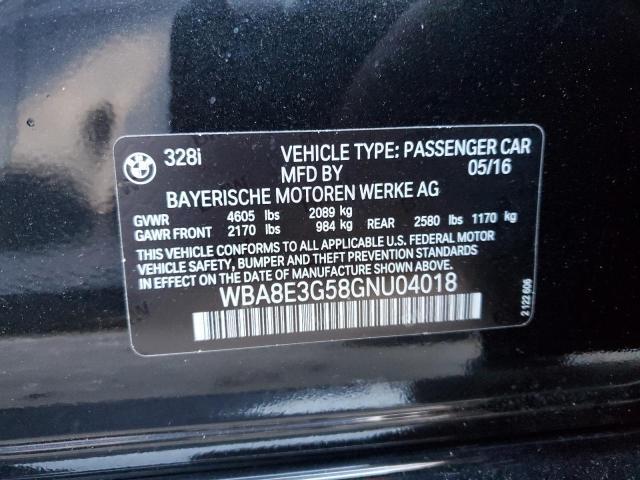 BMW 328i VEHICLE TYPE: PASSENGER CAR
MFD BY 05/16
BAYERISCHE MOTOREN WERKE AG
GVWR 4605 lbs 2089 kg
GAWR FRONT 2170 lbs 984 kg REAR 2580 lbs 1170 kg
THIS VEHICLE CONFORMS TO ALL APPLICABLE U.S. FEDERAL MOTOR
VEHICLE SAFETY, BUMPER, AND THEFT PREVENTION STANDARDS
IN EFFECT ON THE DATE OF MANUFACTURE SHOWN ABOVE.
WBA8E3G58GNU04018
2 122 606